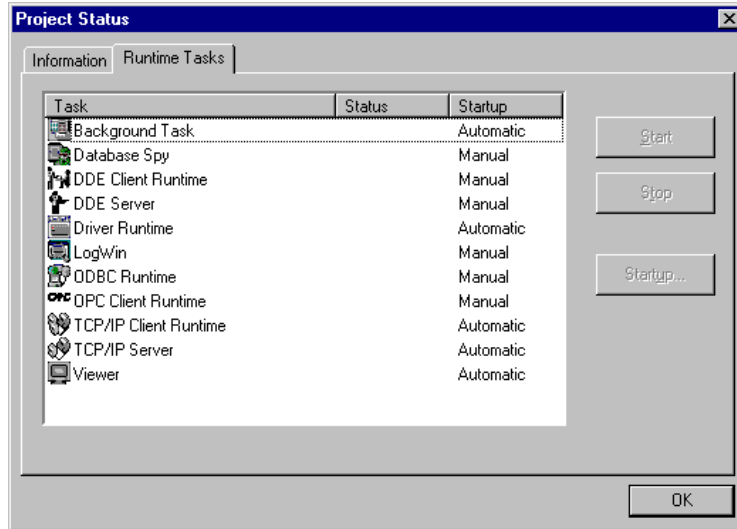 Project Status
Information Runtime Tasks
Task Status Startup
Background Task Automatic
Database Spy Manual
DDE Client Runtime Manual
DDE Server Manual
Driver Runtime Automatic
LogWin Manual
ODBC Runtime Manual
OPC OPC Client Runtime Manual
TCP/IP Client Runtime Automatic
TCP/IP Server Automatic
Viewer Automatic
Start
Stop
Startup...
OK